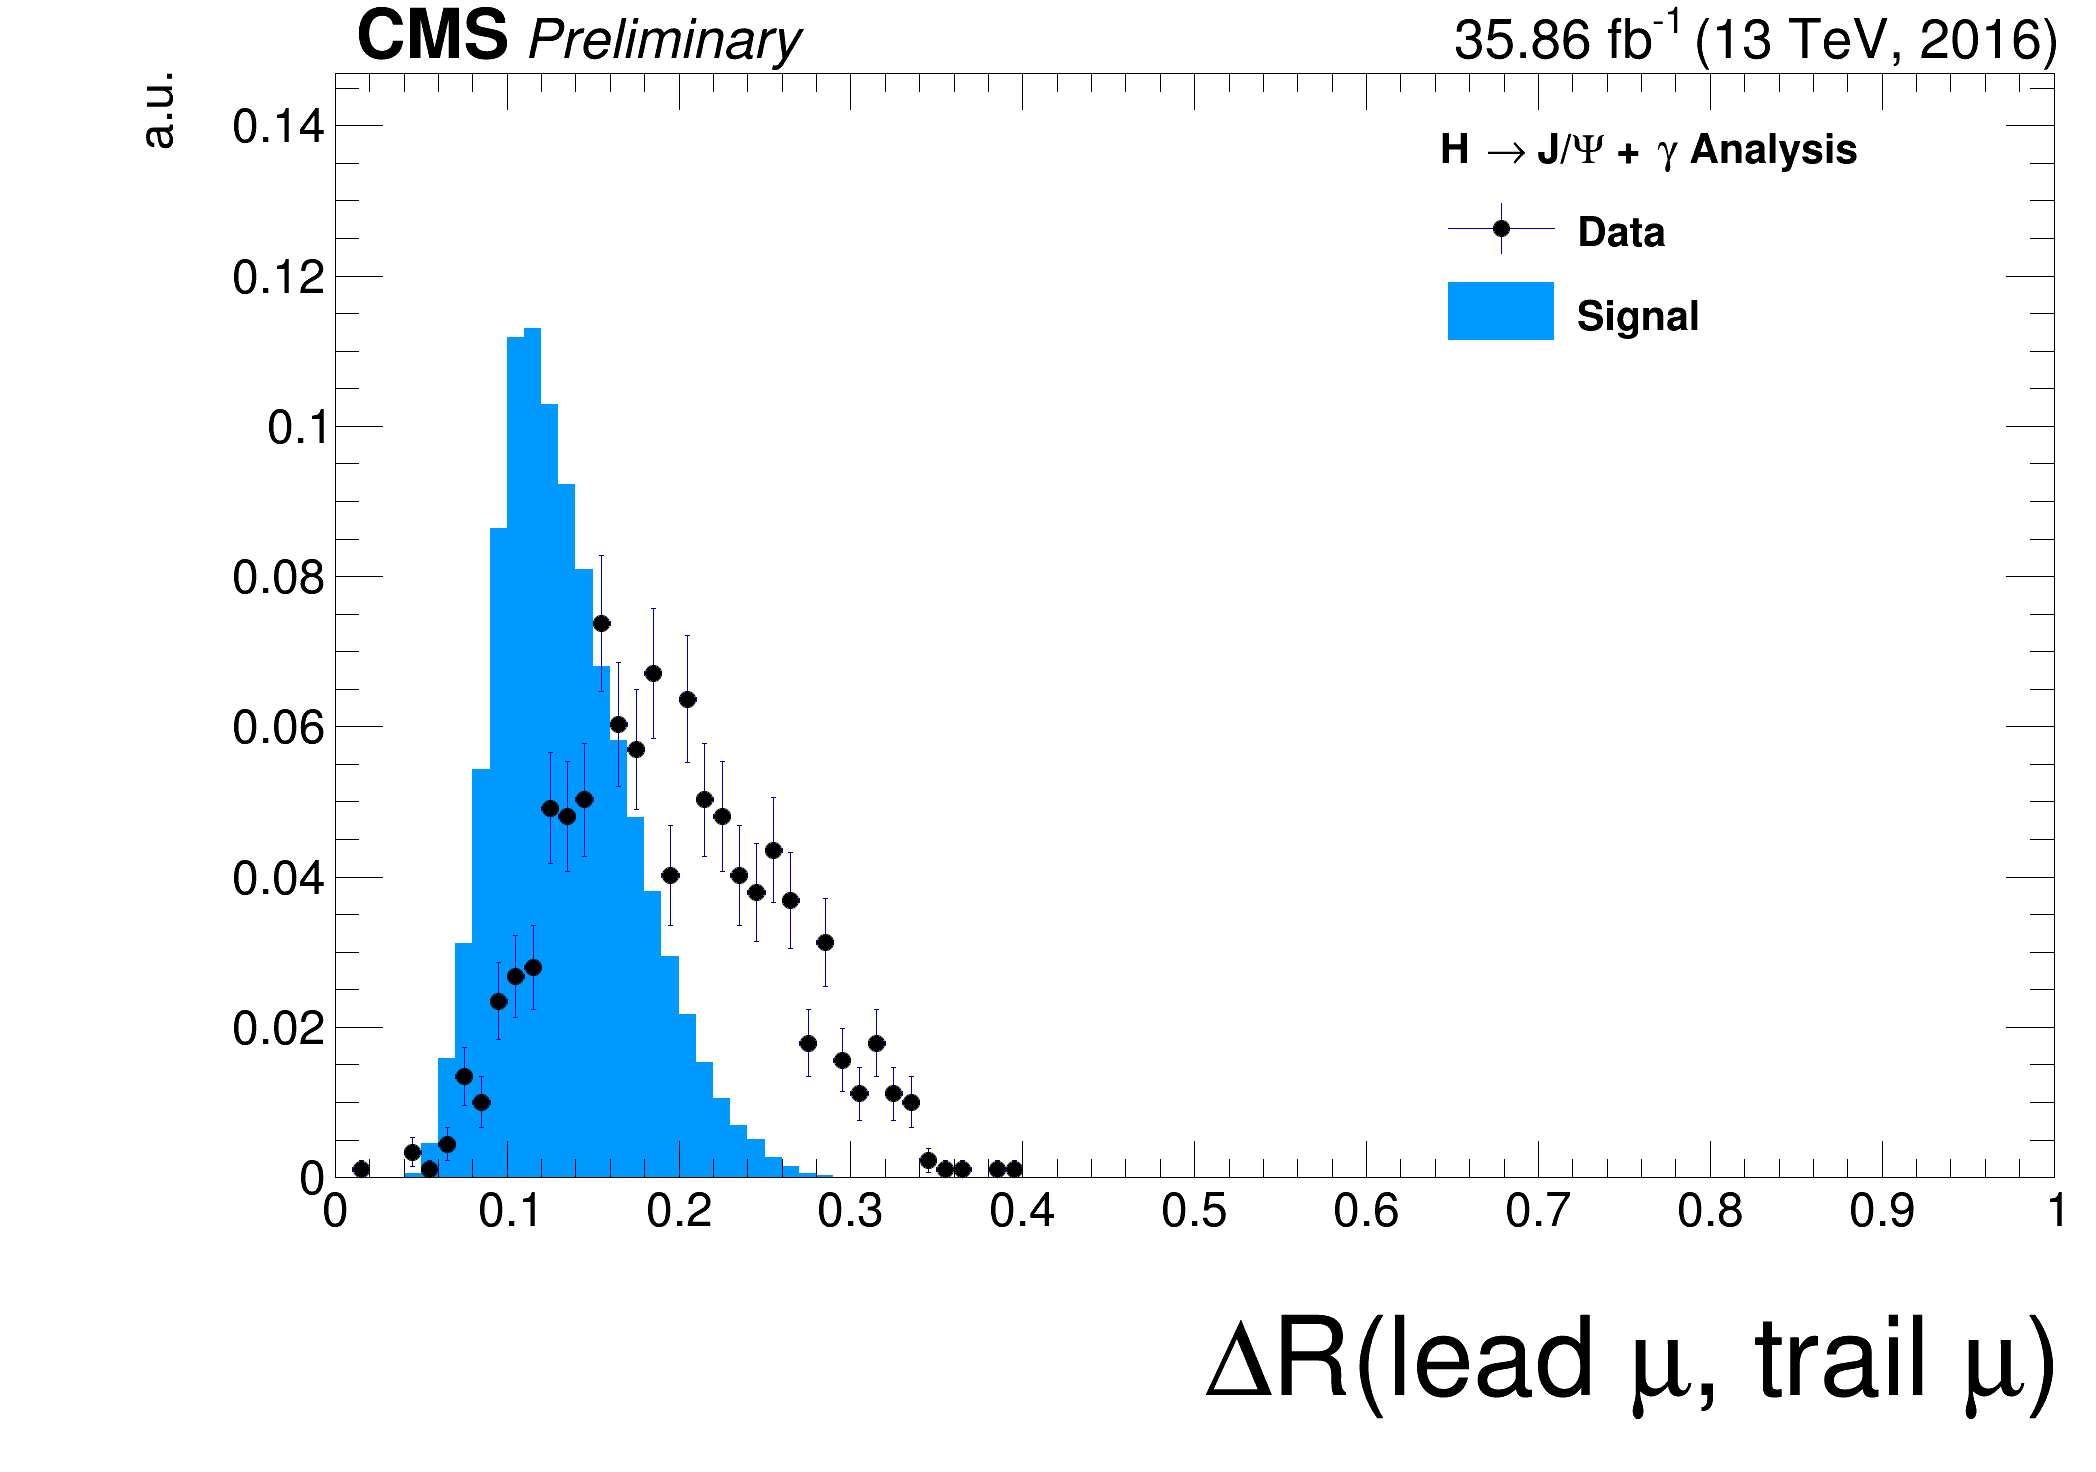 CMS Preliminary 35.86 fb-1 (13 TeV, 2016)
a.u.
H → J/Ψ + γ Analysis
Data
Signal
0.14
0.12
0.1
0.08
0.06
0.04
0.02
0
0 0.1 0.2 0.3 0.4 0.5 0.6 0.7 0.8 0.9 1
ΔR(lead μ, trail μ)